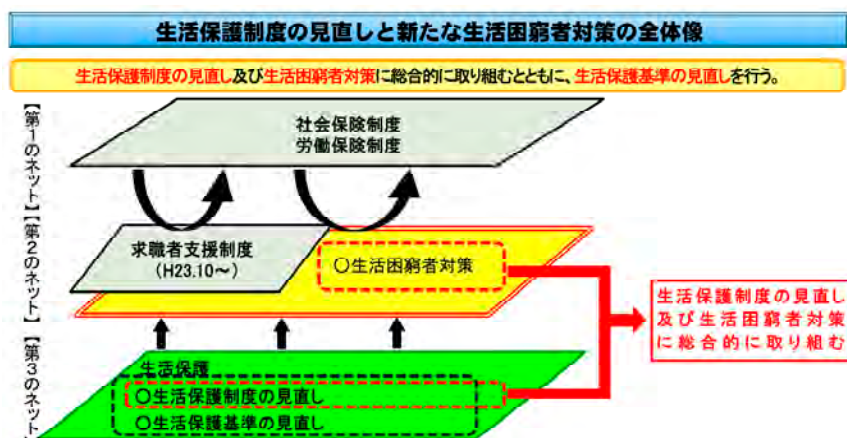 生活保護制度の見直しと新たな生活困窮者対策の全体像
生活保護制度の見直し及び生活困窮者対策に総合的に取り組むとともに、生活保護基準の見直しを行う。
【第1のネット】
社会保険制度
労働保険制度
【第2のネット】
求職者支援制度
(H23.10～)
○生活困窮者対策
生活保護制度の見直し
及び生活困窮者対策
に総合的に取り組む
【第3のネット】
生活保護
○生活保護制度の見直し
○生活保護基準の見直し